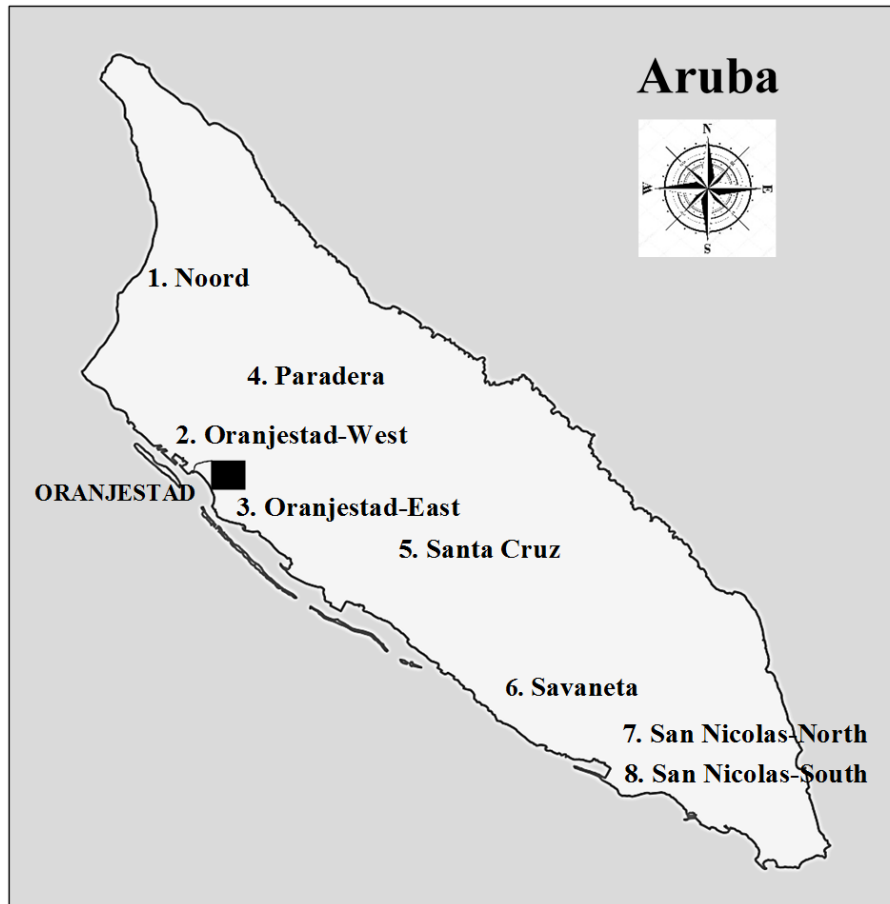 Aruba
N
W
E
S
1. Noord
4. Paradera
2. Oranjestad-West
ORANJESTAD
3. Oranjestad-East
5. Santa Cruz
6. Savaneta
7. San Nicolas-North
8. San Nicolas-South